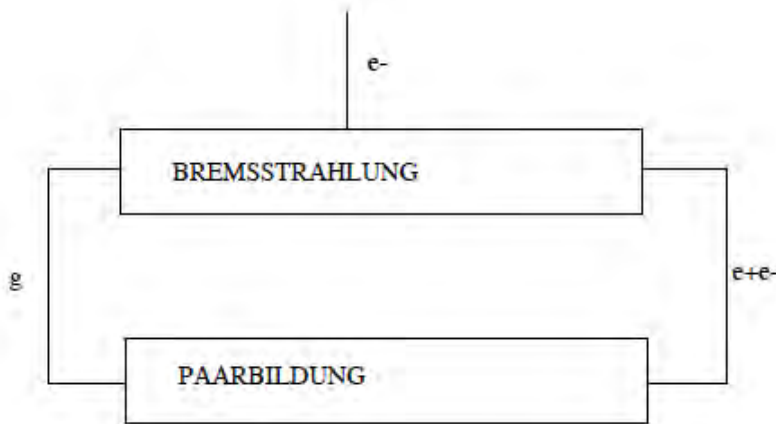 e-
BREMSSTRAHLUNG
g
e+e-
PAARBILDUNG